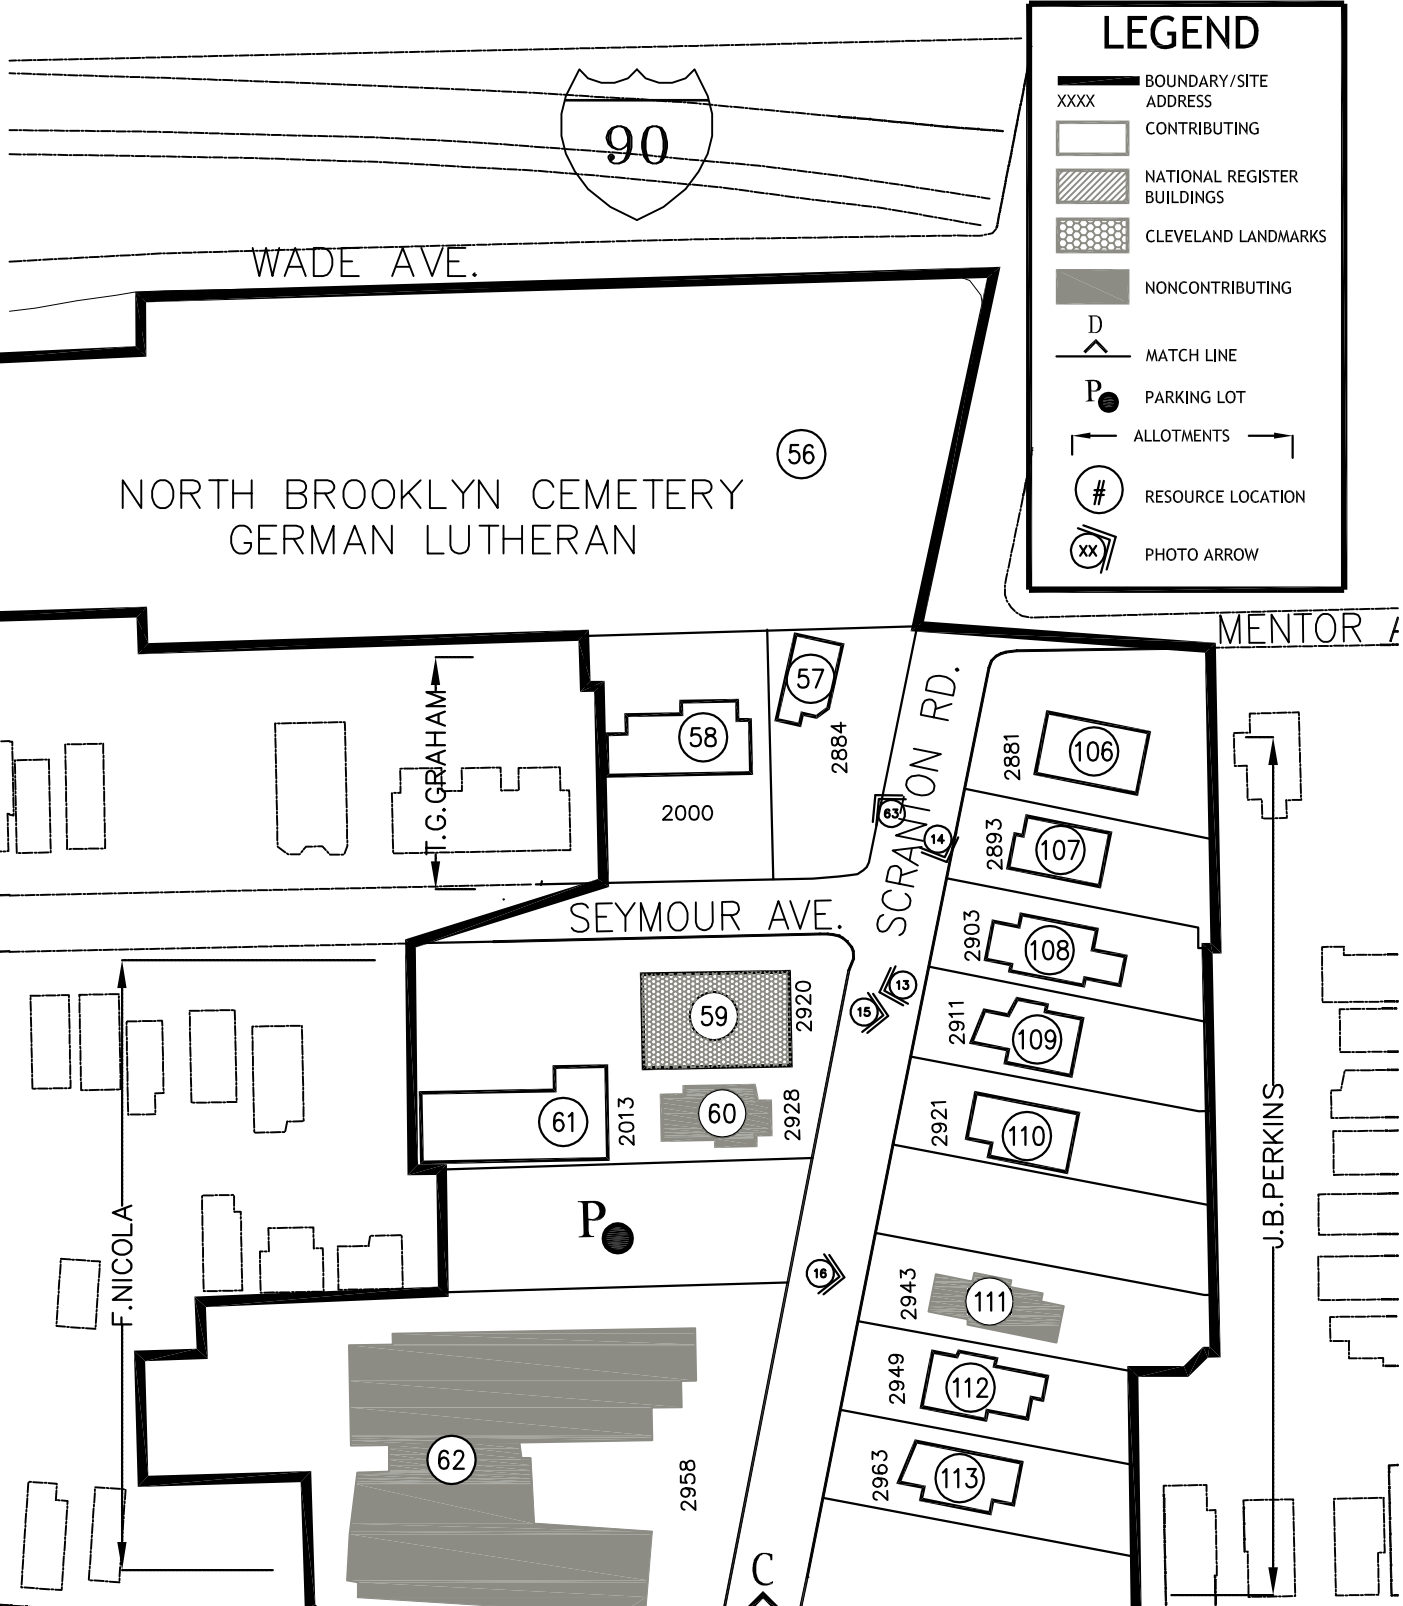 LEGEND
BOUNDARY/SITE
XXXX
ADDRESS
CONTRIBUTING
NATIONAL REGISTER
BUILDINGS
CLEVELAND LANDMARKS
NONCONTRIBUTING
D
MATCH LINE
P
PARKING LOT
ALLOTMENTS
#
RESOURCE LOCATION
XX
PHOTO ARROW
90
WADE AVE.
56
NORTH BROOKLYN CEMETERY
GERMAN LUTHERAN
MENTOR A
T.G.GRAHAM
57
58
2884
2000
SCRANTON RD.
63
14
2881
106
2893
107
SEYMOUR AVE.
2903
108
13
15
59
2920
2911
109
61
2013
60
2928
2921
110
J.B.PERKINS
P
F.NICOLA
16
2943
111
2949
112
62
2958
2963
113
C